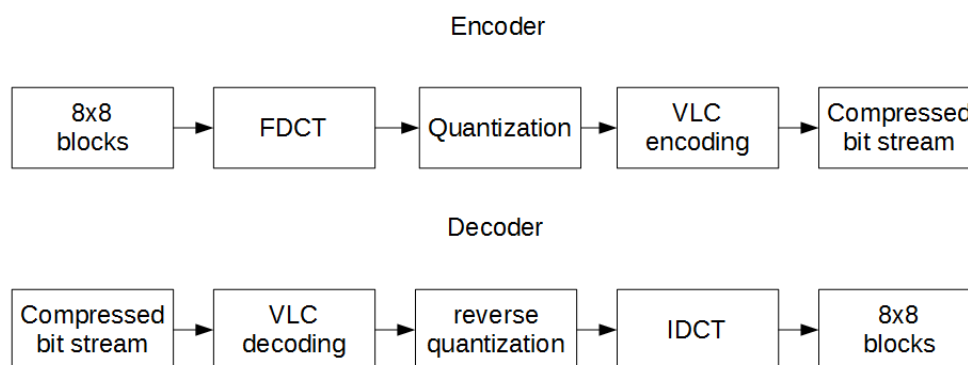 Encoder
8x8
blocks
FDCT
Quantization
VLC
encoding
Compressed
bit stream
Decoder
Compressed
bit stream
VLC
decoding
reverse
quantization
IDCT
8x8
blocks